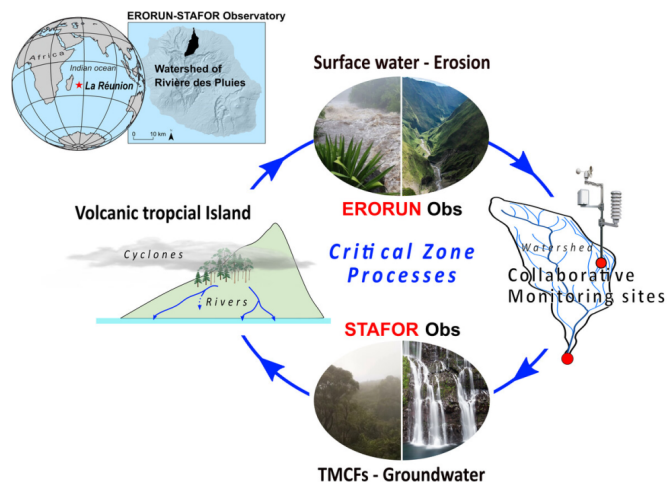 ERORUN-STAFOR Observatory
Africa
Indian ocean
La Réunion
Watershed of
Rivière des Pluies
0 10 km
Surface water - Erosion
ERORUN Obs
Volcanic tropcial Island
Cyclones
Rivers
Critical Zone
Processes
Watershed
Collaborative
Monitoring sites
STAFOR Obs
TMCFs - Groundwater